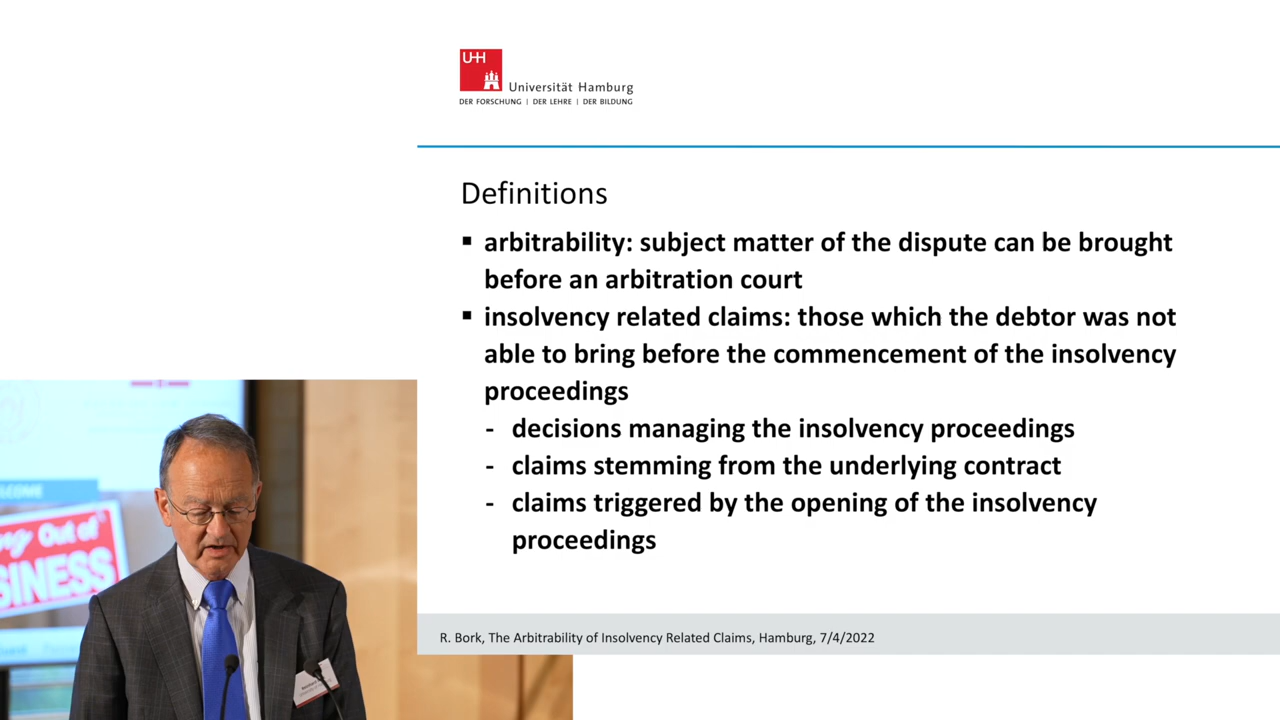 UHH
Universität Hamburg
DER FORSCHUNG | DER LEHRE | DER BILDUNG
Definitions
▪ arbitrability: subject matter of the dispute can be brought
before an arbitration court
▪ insolvency related claims: those which the debtor was not
able to bring before the commencement of the insolvency
proceedings
- decisions managing the insolvency proceedings
- claims stemming from the underlying contract
- claims triggered by the opening of the insolvency
proceedings
R. Bork, The Arbitrability of Insolvency Related Claims, Hamburg, 7/4/2022
Out of